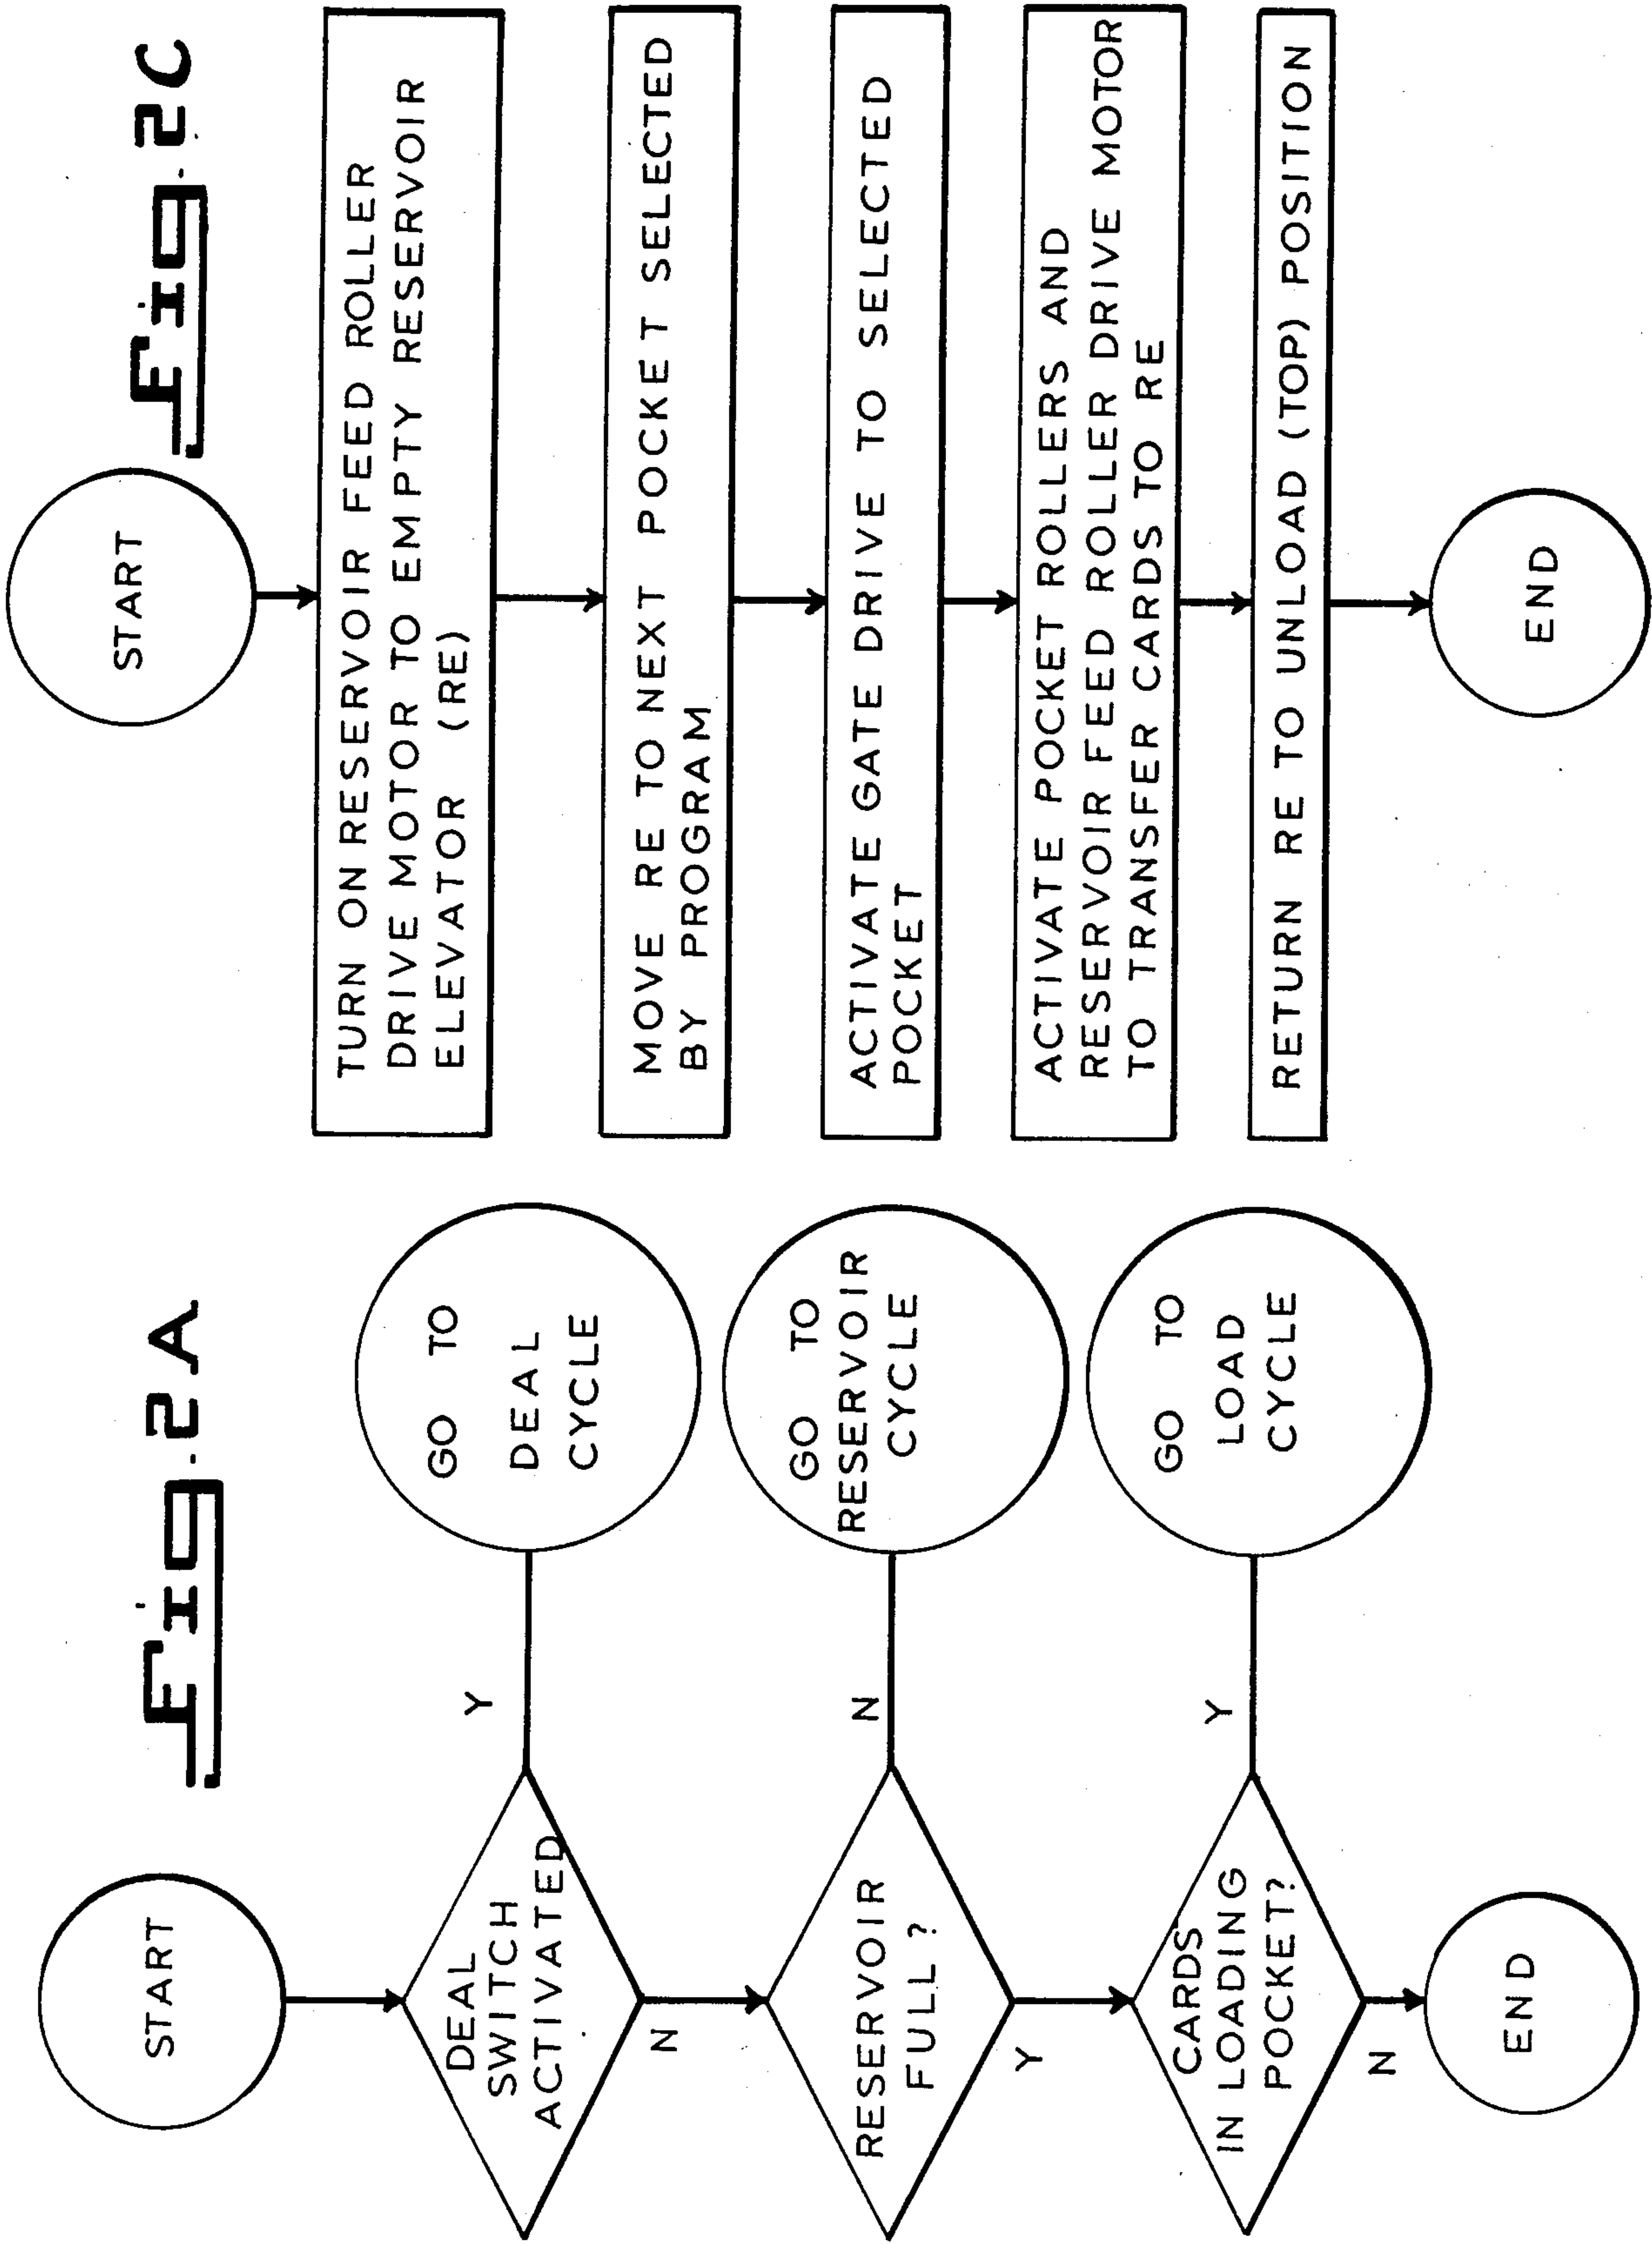 Fig. 2A
START
DEAL
SWITCH
ACTIVATED
Y
GO TO
DEAL
CYCLE
N
RESERVOIR
FULL?
N
GO TO
RESERVOIR
CYCLE
Y
CARDS
IN LOADING
POCKET?
Y
GO TO
LOAD
CYCLE
N
END
Fig. 2C
START
TURN ON RESERVOIR FEED ROLLER
DRIVE MOTOR TO EMPTY RESERVOIR
ELEVATOR (RE)
MOVE RE TO NEXT POCKET SELECTED
BY PROGRAM
ACTIVATE GATE DRIVE TO SELECTED
POCKET
ACTIVATE POCKET ROLLERS AND
RESERVOIR FEED ROLLER DRIVE MOTOR
TO TRANSFER CARDS TO RE
RETURN RE TO UNLOAD (TOP) POSITION
END